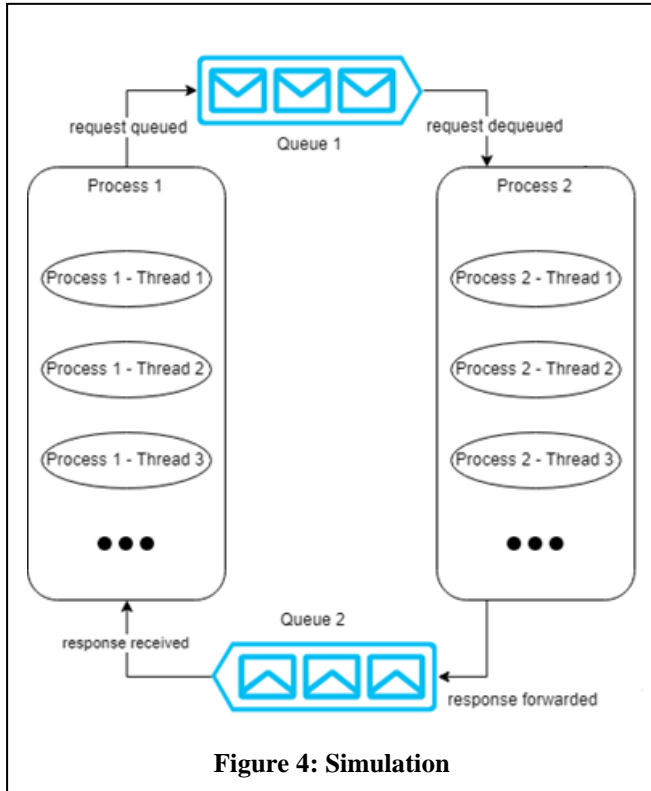 request queued
request dequeued
Queue 1
Process 1
Process 2
Process 1 - Thread 1
Process 2 - Thread 1
Process 1 - Thread 2
Process 2 - Thread 2
Process 1 - Thread 3
Process 2 - Thread 3
Queue 2
response received
response forwarded
Figure 4: Simulation